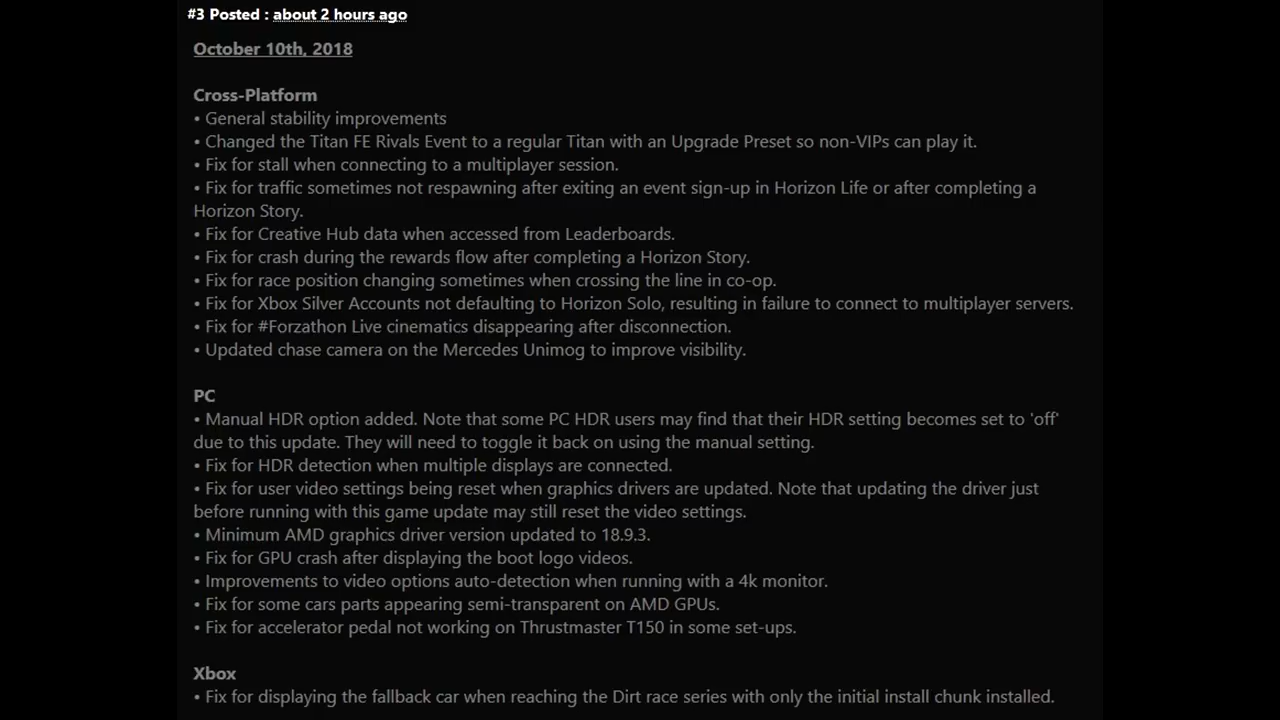 #3 Posted : about 2 hours ago
October 10th, 2018
Cross-Platform
• General stability improvements
• Changed the Titan FE Rivals Event to a regular Titan with an Upgrade Preset so non-VIPs can play it.
• Fix for stall when connecting to a multiplayer session.
• Fix for traffic sometimes not respawning after exiting an event sign-up in Horizon Life or after completing a
Horizon Story.
• Fix for Creative Hub data when accessed from Leaderboards.
• Fix for crash during the rewards flow after completing a Horizon Story.
• Fix for race position changing sometimes when crossing the line in co-op.
• Fix for Xbox Silver Accounts not defaulting to Horizon Solo, resulting in failure to connect to multiplayer servers.
• Fix for #Forzathon Live cinematics disappearing after disconnection.
• Updated chase camera on the Mercedes Unimog to improve visibility.
PC
• Manual HDR option added. Note that some PC HDR users may find that their HDR setting becomes set to 'off'
due to this update. They will need to toggle it back on using the manual setting.
• Fix for HDR detection when multiple displays are connected.
• Fix for user video settings being reset when graphics drivers are updated. Note that updating the driver just
before running with this game update may still reset the video settings.
• Minimum AMD graphics driver version updated to 18.9.3.
• Fix for GPU crash after displaying the boot logo videos.
• Improvements to video options auto-detection when running with a 4k monitor.
• Fix for some cars parts appearing semi-transparent on AMD GPUs.
• Fix for accelerator pedal not working on Thrustmaster T150 in some set-ups.
Xbox
• Fix for displaying the fallback car when reaching the Dirt race series with only the initial install chunk installed.